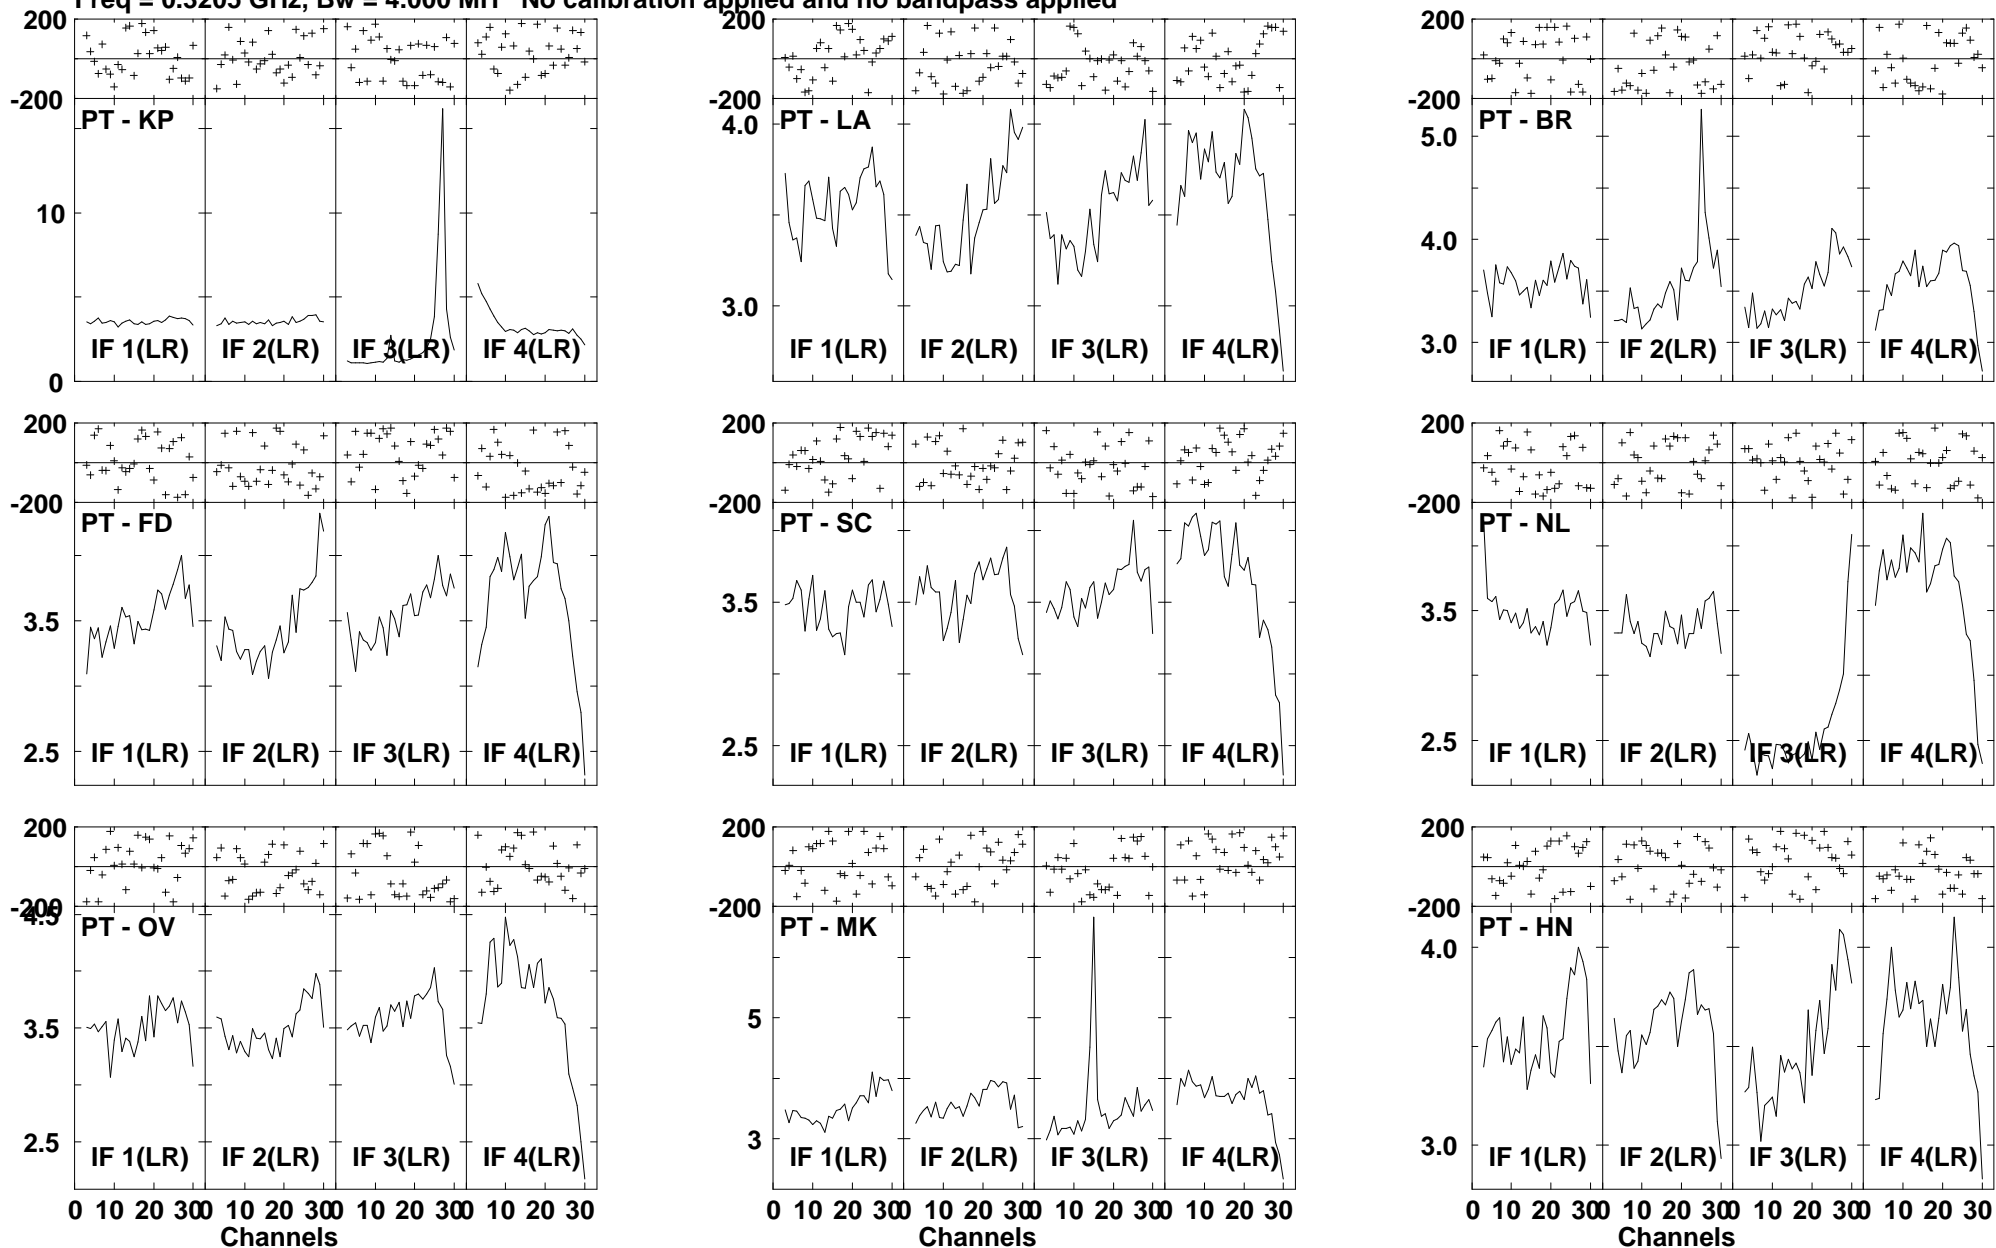 Freq = 0.3205 GHz, Bw = 4.000 MH No calibration applied and no bandpass applied
200 200 200
-200 -200 -200
PT - KP PT - LA PT - BR
4.0 5.0
10 4.0
3.0 3.0
IF 1(LR) IF 2(LR) IF 3(LR) IF 4(LR) IF 1(LR) IF 2(LR) IF 3(LR) IF 4(LR) IF 1(LR) IF 2(LR) IF 3(LR) IF 4(LR)
0
200 200 200
-200 -200 -200
PT - FD PT - SC PT - NL
3.5 3.5 3.5
2.5 2.5 2.5
IF 1(LR) IF 2(LR) IF 3(LR) IF 4(LR) IF 1(LR) IF 2(LR) IF 3(LR) IF 4(LR) IF 1(LR) IF 2(LR) IF 3(LR) IF 4(LR)
200 200 200
-200 -200 -200
4.5
PT - OV PT - MK PT - HN
4.0
3.5 5
2.5 3 3.0
IF 1(LR) IF 2(LR) IF 3(LR) IF 4(LR) IF 1(LR) IF 2(LR) IF 3(LR) IF 4(LR) IF 1(LR) IF 2(LR) IF 3(LR) IF 4(LR)
0 10 20 30 0 10 20 30 0 10 20 30 0 10 20 30 0 10 20 30 0 10 20 30 0 10 20 30 0 10 20 30 0 10 20 30 0 10 20 30 0 10 20 30 0 10 20 30
Channels Channels Channels